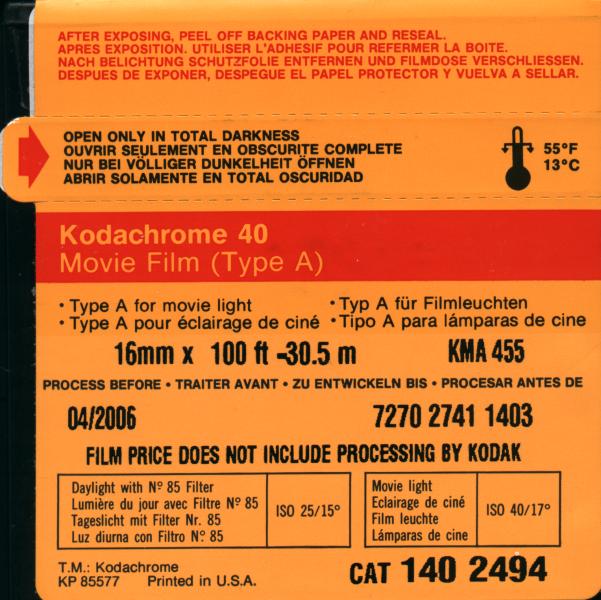 AFTER EXPOSING, PEEL OFF BACKING PAPER AND RESEAL.
APRES EXPOSITION. UTILISER L'ADHESIF POUR REFERMER LA BOITE.
NACH BELICHTUNG SCHUTZFOLIE ENTFERNEN UND FILMDOSE VERSCHLIESSEN.
DESPUES DE EXPONER, DESPEGUE EL PAPEL PROTECTOR Y VUELVA A SELLAR.
OPEN ONLY IN TOTAL DARKNESS
OUVRIR SEULEMENT EN OBSCURITE COMPLETE
NUR BEI VÖLLIGER DUNKELHEIT ÖFFNEN
ABRIR SOLAMENTE EN TOTAL OSCURIDAD
55°F
13°C
Kodachrome 40
Movie Film (Type A)
• Type A for movie light • Typ A für Filmleuchten
• Type A pour éclairage de ciné • Tipo A para lámparas de cine
16mm x 100 ft -30.5 m KMA 455
PROCESS BEFORE • TRAITER AVANT • ZU ENTWICKELN BIS • PROCESAR ANTES DE
04/2006 7270 2741 1403
FILM PRICE DOES NOT INCLUDE PROCESSING BY KODAK
Daylight with Nº 85 Filter
Lumière du jour avec Filtre Nº 85
Tageslicht mit Filter Nr. 85
Luz diurna con Filtro Nº 85
ISO 25/15°
Movie light
Eclairage de ciné
Film leuchte
Lámparas de cine
ISO 40/17°
T.M.: Kodachrome
KP 85577 Printed in U.S.A.
CAT 140 2494